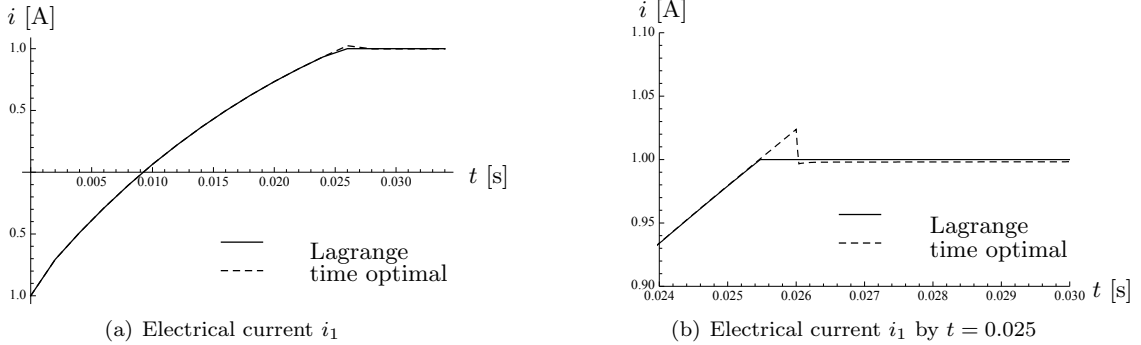 i [A]
1.0
0.5
0.005
0.010
0.015
0.020
0.025
0.030
t [s]
0.5
1.0
Lagrange
time optimal
(a) Electrical current i₁
i [A]
1.10
1.05
1.00
0.95
0.90
Lagrange
time optimal
0.024
0.025
0.026
0.027
0.028
0.029
0.030
t [s]
(b) Electrical current i₁ by t = 0.025